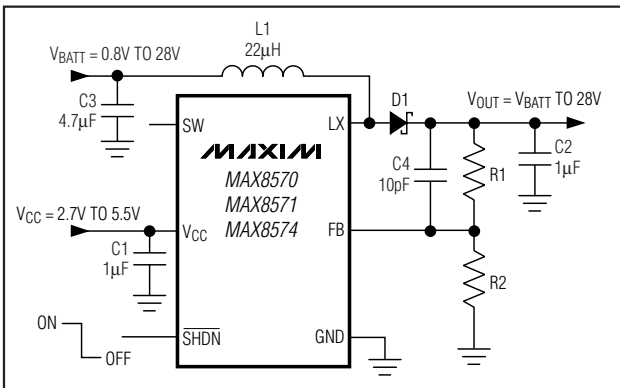 L1
22µH
VBATT = 0.8V TO 28V
C3
4.7µF
SW
LX
D1
VOUT = VBATT TO 28V
MAXIM
MAX8570
MAX8571
MAX8574
C4
10pF
R1
C2
1µF
VCC = 2.7V TO 5.5V
VCC
FB
C1
1µF
R2
ON
OFF
SHDN
GND